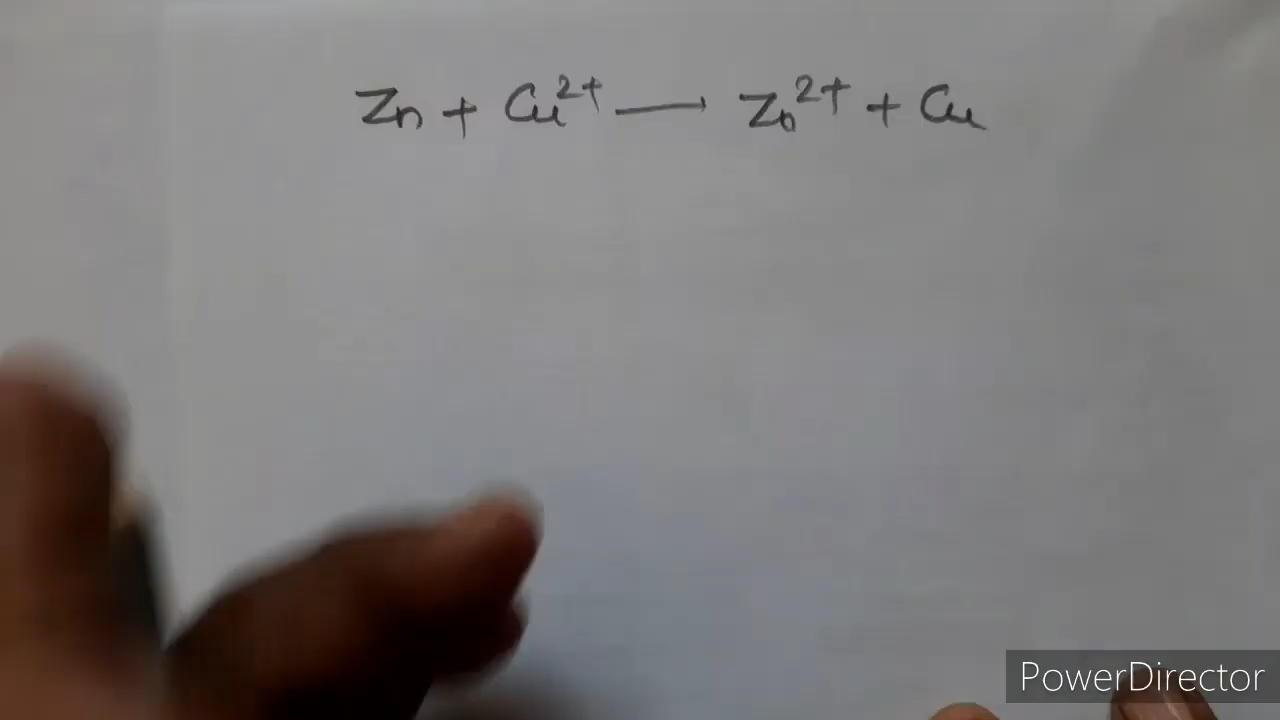 Zn + Cu²⁺ → Zn²⁺ + Cu
PowerDirector